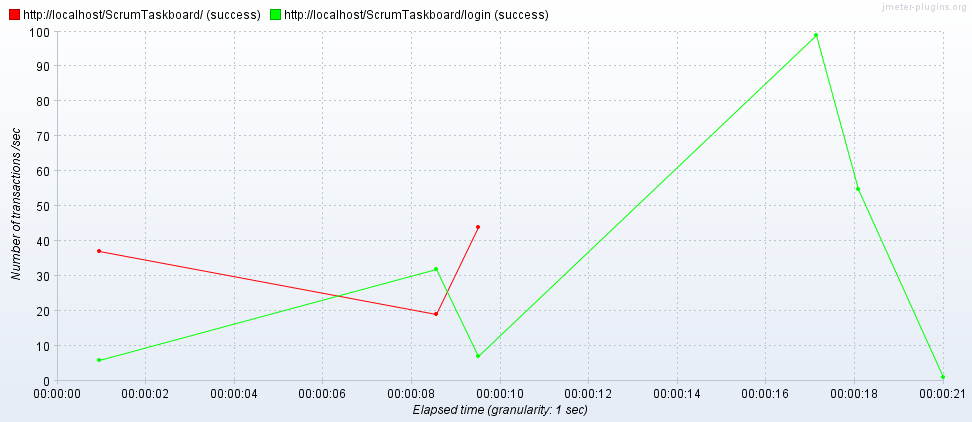 http://localhost/ScrumTaskboard/ (success) http://localhost/ScrumTaskboard/login (success)
jmeter-plugins.org
100
90
80
70
60
50
40
30
20
10
0
Number of transactions/sec
00:00:00 00:00:02 00:00:04 00:00:06 00:00:08 00:00:10 00:00:12 00:00:14 00:00:16 00:00:18 00:00:21
Elapsed time (granularity: 1 sec)